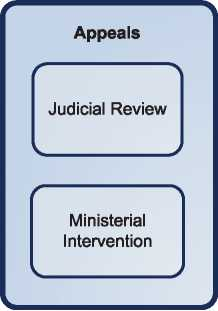 Appeals
Judicial Review
Ministerial
Intervention